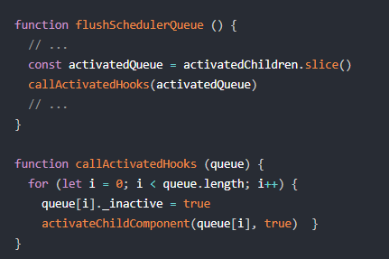 function flushSchedulerQueue () {
  // ...
  const activatedQueue = activatedChildren.slice()
  callActivatedHooks(activatedQueue)
  // ...
}

function callActivatedHooks (queue) {
  for (let i = 0; i < queue.length; i++) {
    queue[i]._inactive = true
    activateChildComponent(queue[i], true)  }
}